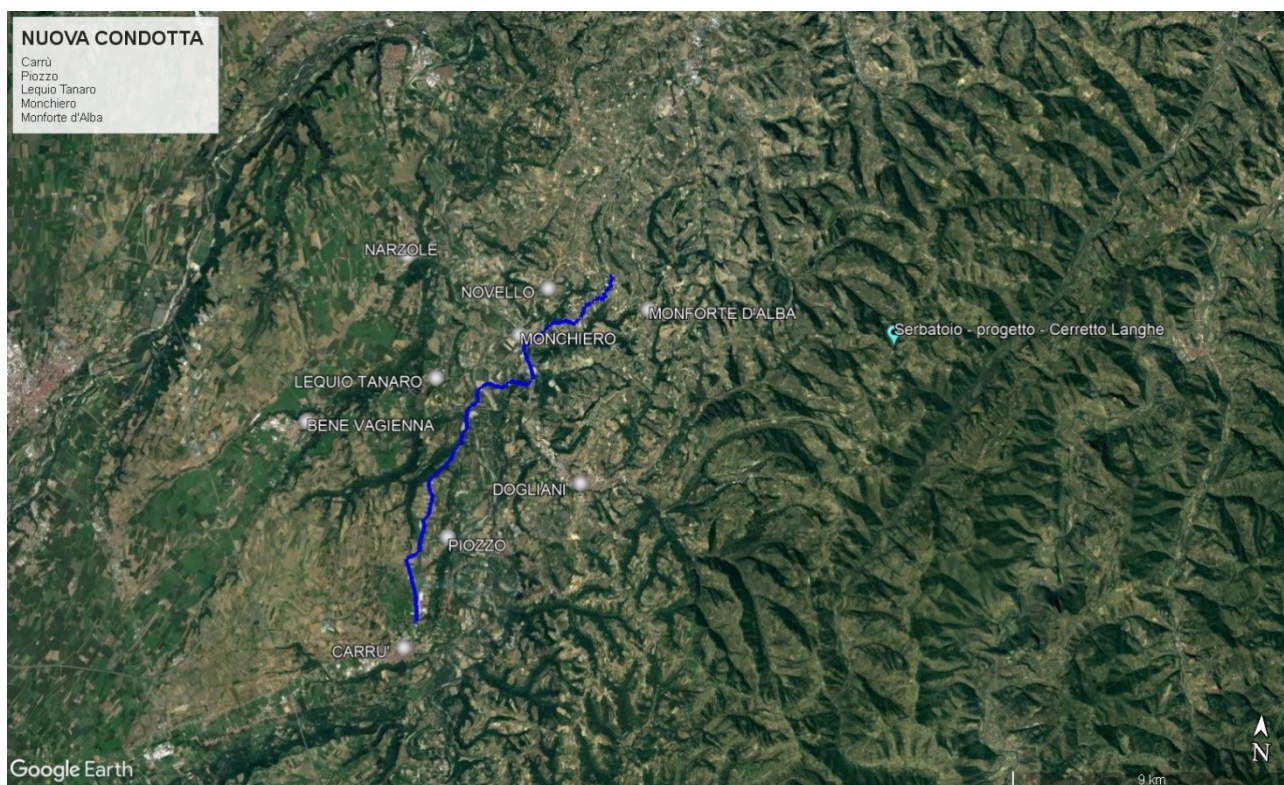 NUOVA CONDOTTA
Carrù
Piozzo
Lequio Tanaro
Monchiero
Monforte d'Alba
NARZOLE
NOVELLO
MONFORTE D'ALBA
Serbatoio - progetto - Cerretto Langhe
MONCHIERO
LEQUIO TANARO
BENE VAGIENNA
DOGLIANI
PIOZZO
CARRU'
N
Google Earth
9 km